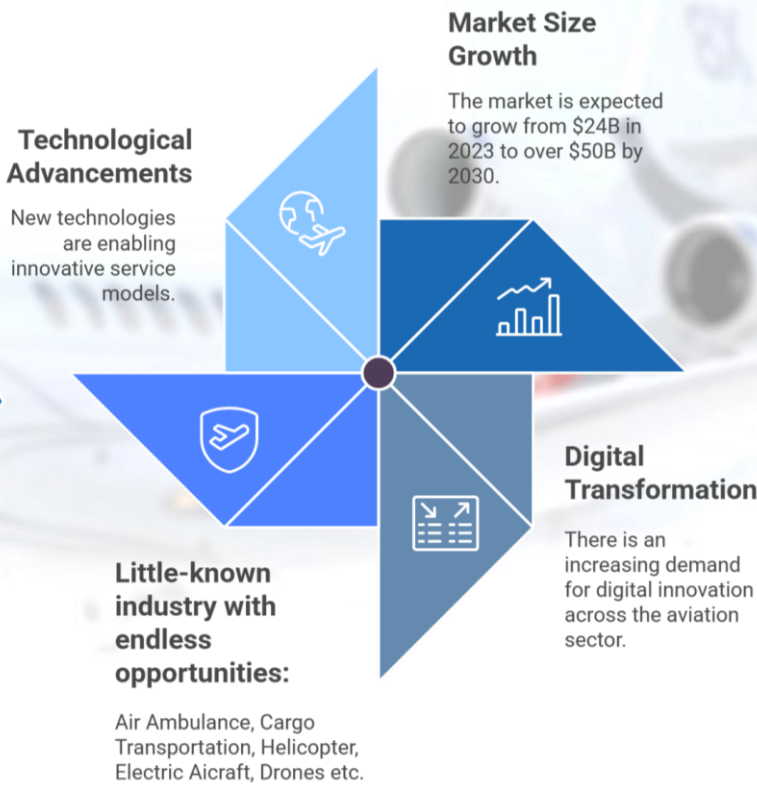 Market Size
Growth
The market is expected
to grow from $24B in
2023 to over $50B by
2030.
Technological
Advancements
New technologies
are enabling
innovative service
models.
Digital
Transformation
There is an
increasing demand
for digital innovation
across the aviation
sector.
Little-known
industry with
endless
opportunities:
Air Ambulance, Cargo
Transportation, Helicopter,
Electric Aicraft, Drones etc.